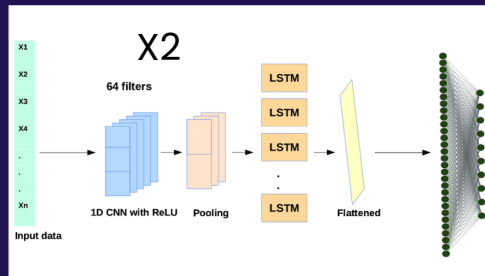 X2
X1
X2
X3
X4
.
.
.
Xn
Input data
64 filters
1D CNN with ReLU
Pooling
LSTM
LSTM
LSTM
.
.
LSTM
Flattened